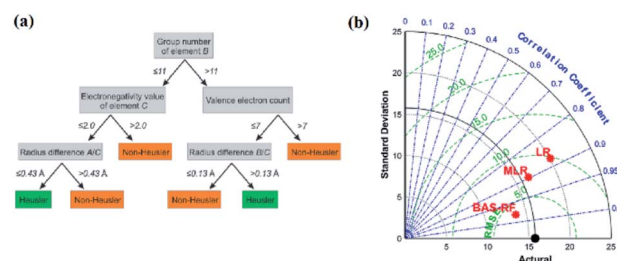 (a)
Group number
of element B
≤11
>11
Electronegativity value
of element C
Valence electron count
≤2.0
>2.0
≤7
>7
Radius difference A/C
Non-Heusler
Radius difference B/C
Non-Heusler
≤0.43 Å
>0.43 Å
≤0.13 Å
>0.13 Å
Heusler
Non-Heusler
Non-Heusler
Heusler
(b)
0
0.1
0.2
0.3
0.4
0.5
0.6
0.7
0.8
0.9
0.95
Correlation Coefficient
Standard Deviation
25
20
15
10
5
0
25.0
20.0
15.0
10.0
5.0
RMSE
LR
MLR
BAS-RF
0
5
10
15
20
25
Actural